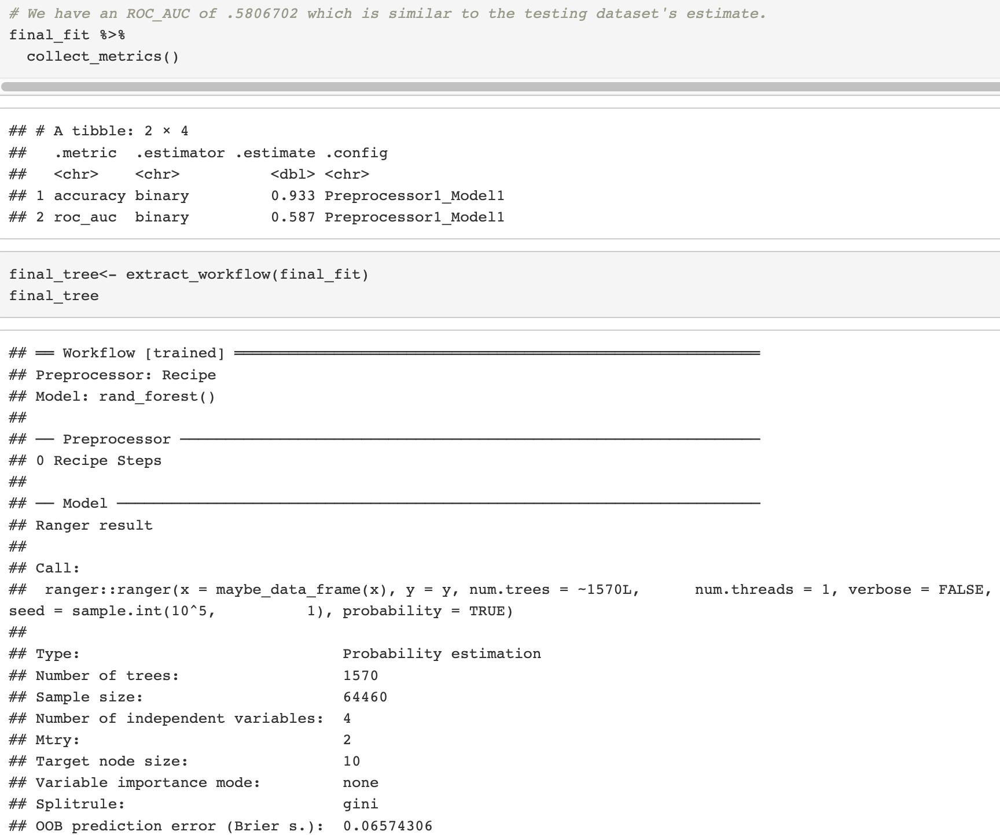 # We have an ROC_AUC of .5806702 which is similar to the testing dataset's estimate.
final_fit %>%
  collect_metrics()
## # A tibble: 2 × 4
##   .metric  .estimator .estimate .config
##   <chr>    <chr>          <dbl> <chr>
## 1 accuracy binary         0.933 Preprocessor1_Model1
## 2 roc_auc  binary         0.587 Preprocessor1_Model1
final_tree<- extract_workflow(final_fit)
final_tree
## ══ Workflow [trained] ══════════════════════════════════════════════════════════
## Preprocessor: Recipe
## Model: rand_forest()
##
## ── Preprocessor ────────────────────────────────────────────────────────────────
## 0 Recipe Steps
##
## ── Model ───────────────────────────────────────────────────────────────────────
## Ranger result
##
## Call:
##  ranger::ranger(x = maybe_data_frame(x), y = y, num.trees = ~1570L,      num.threads = 1, verbose = FALSE,
seed = sample.int(10^5,          1), probability = TRUE)
##
## Type:                             Probability estimation
## Number of trees:                  1570
## Sample size:                      64460
## Number of independent variables:  4
## Mtry:                             2
## Target node size:                 10
## Variable importance mode:         none
## Splitrule:                        gini
## OOB prediction error (Brier s.):  0.06574306